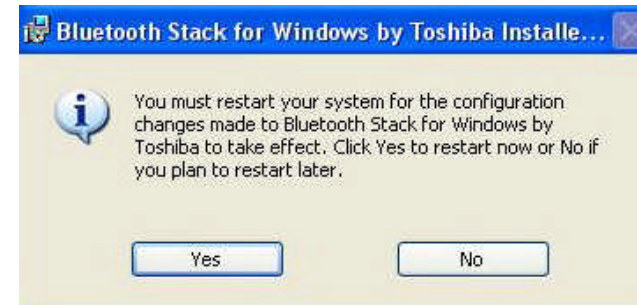 Bluetooth Stack for Windows by Toshiba Installe...
You must restart your system for the configuration
changes made to Bluetooth Stack for Windows by
Toshiba to take effect. Click Yes to restart now or No if
you plan to restart later.
Yes
No